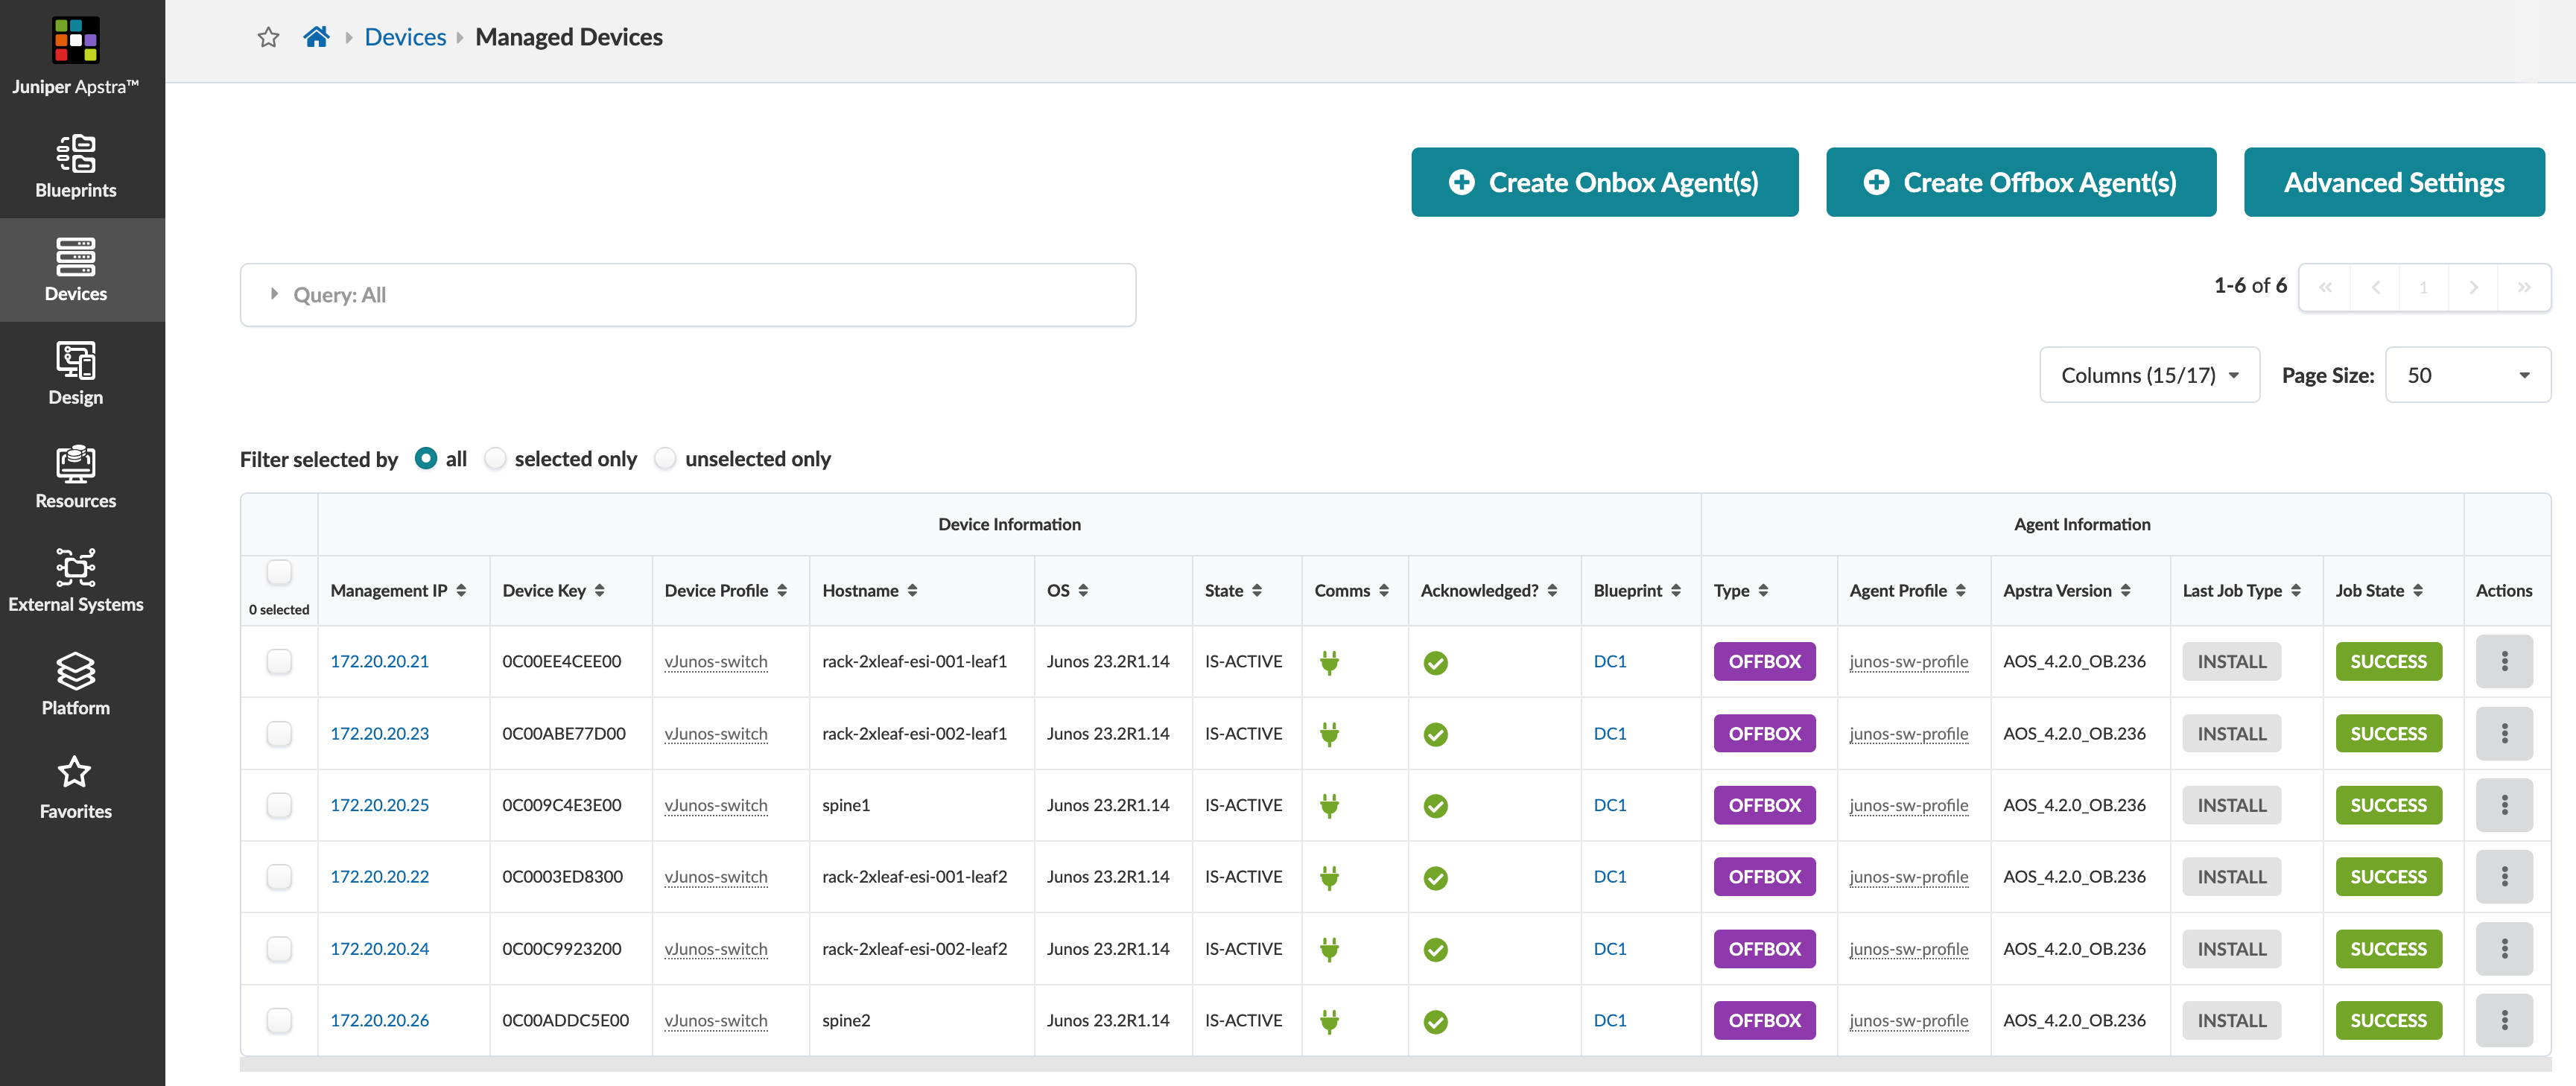 Juniper Apstra™
Blueprints
Devices
Design
Resources
External Systems
Platform
Favorites
Devices Managed Devices
Create Onbox Agent(s) Create Offbox Agent(s) Advanced Settings
Query: All
1-6 of 6 « < 1 > »
Columns (15/17) Page Size: 50
Filter selected by all selected only unselected only
Device Information Agent Information
0 selected Management IP Device Key Device Profile Hostname OS State Comms Acknowledged? Blueprint Type Agent Profile Apstra Version Last Job Type Job State Actions
172.20.20.21 0C00EE4CEE00 vJunos-switch rack-2xleaf-esi-001-leaf1 Junos 23.2R1.14 IS-ACTIVE DC1 OFFBOX junos-sw-profile AOS_4.2.0_OB.236 INSTALL SUCCESS
172.20.20.23 0C00ABE77D00 vJunos-switch rack-2xleaf-esi-002-leaf1 Junos 23.2R1.14 IS-ACTIVE DC1 OFFBOX junos-sw-profile AOS_4.2.0_OB.236 INSTALL SUCCESS
172.20.20.25 0C009C4E3E00 vJunos-switch spine1 Junos 23.2R1.14 IS-ACTIVE DC1 OFFBOX junos-sw-profile AOS_4.2.0_OB.236 INSTALL SUCCESS
172.20.20.22 0C0003ED8300 vJunos-switch rack-2xleaf-esi-001-leaf2 Junos 23.2R1.14 IS-ACTIVE DC1 OFFBOX junos-sw-profile AOS_4.2.0_OB.236 INSTALL SUCCESS
172.20.20.24 0C00C9923200 vJunos-switch rack-2xleaf-esi-002-leaf2 Junos 23.2R1.14 IS-ACTIVE DC1 OFFBOX junos-sw-profile AOS_4.2.0_OB.236 INSTALL SUCCESS
172.20.20.26 0C00ADDC5E00 vJunos-switch spine2 Junos 23.2R1.14 IS-ACTIVE DC1 OFFBOX junos-sw-profile AOS_4.2.0_OB.236 INSTALL SUCCESS